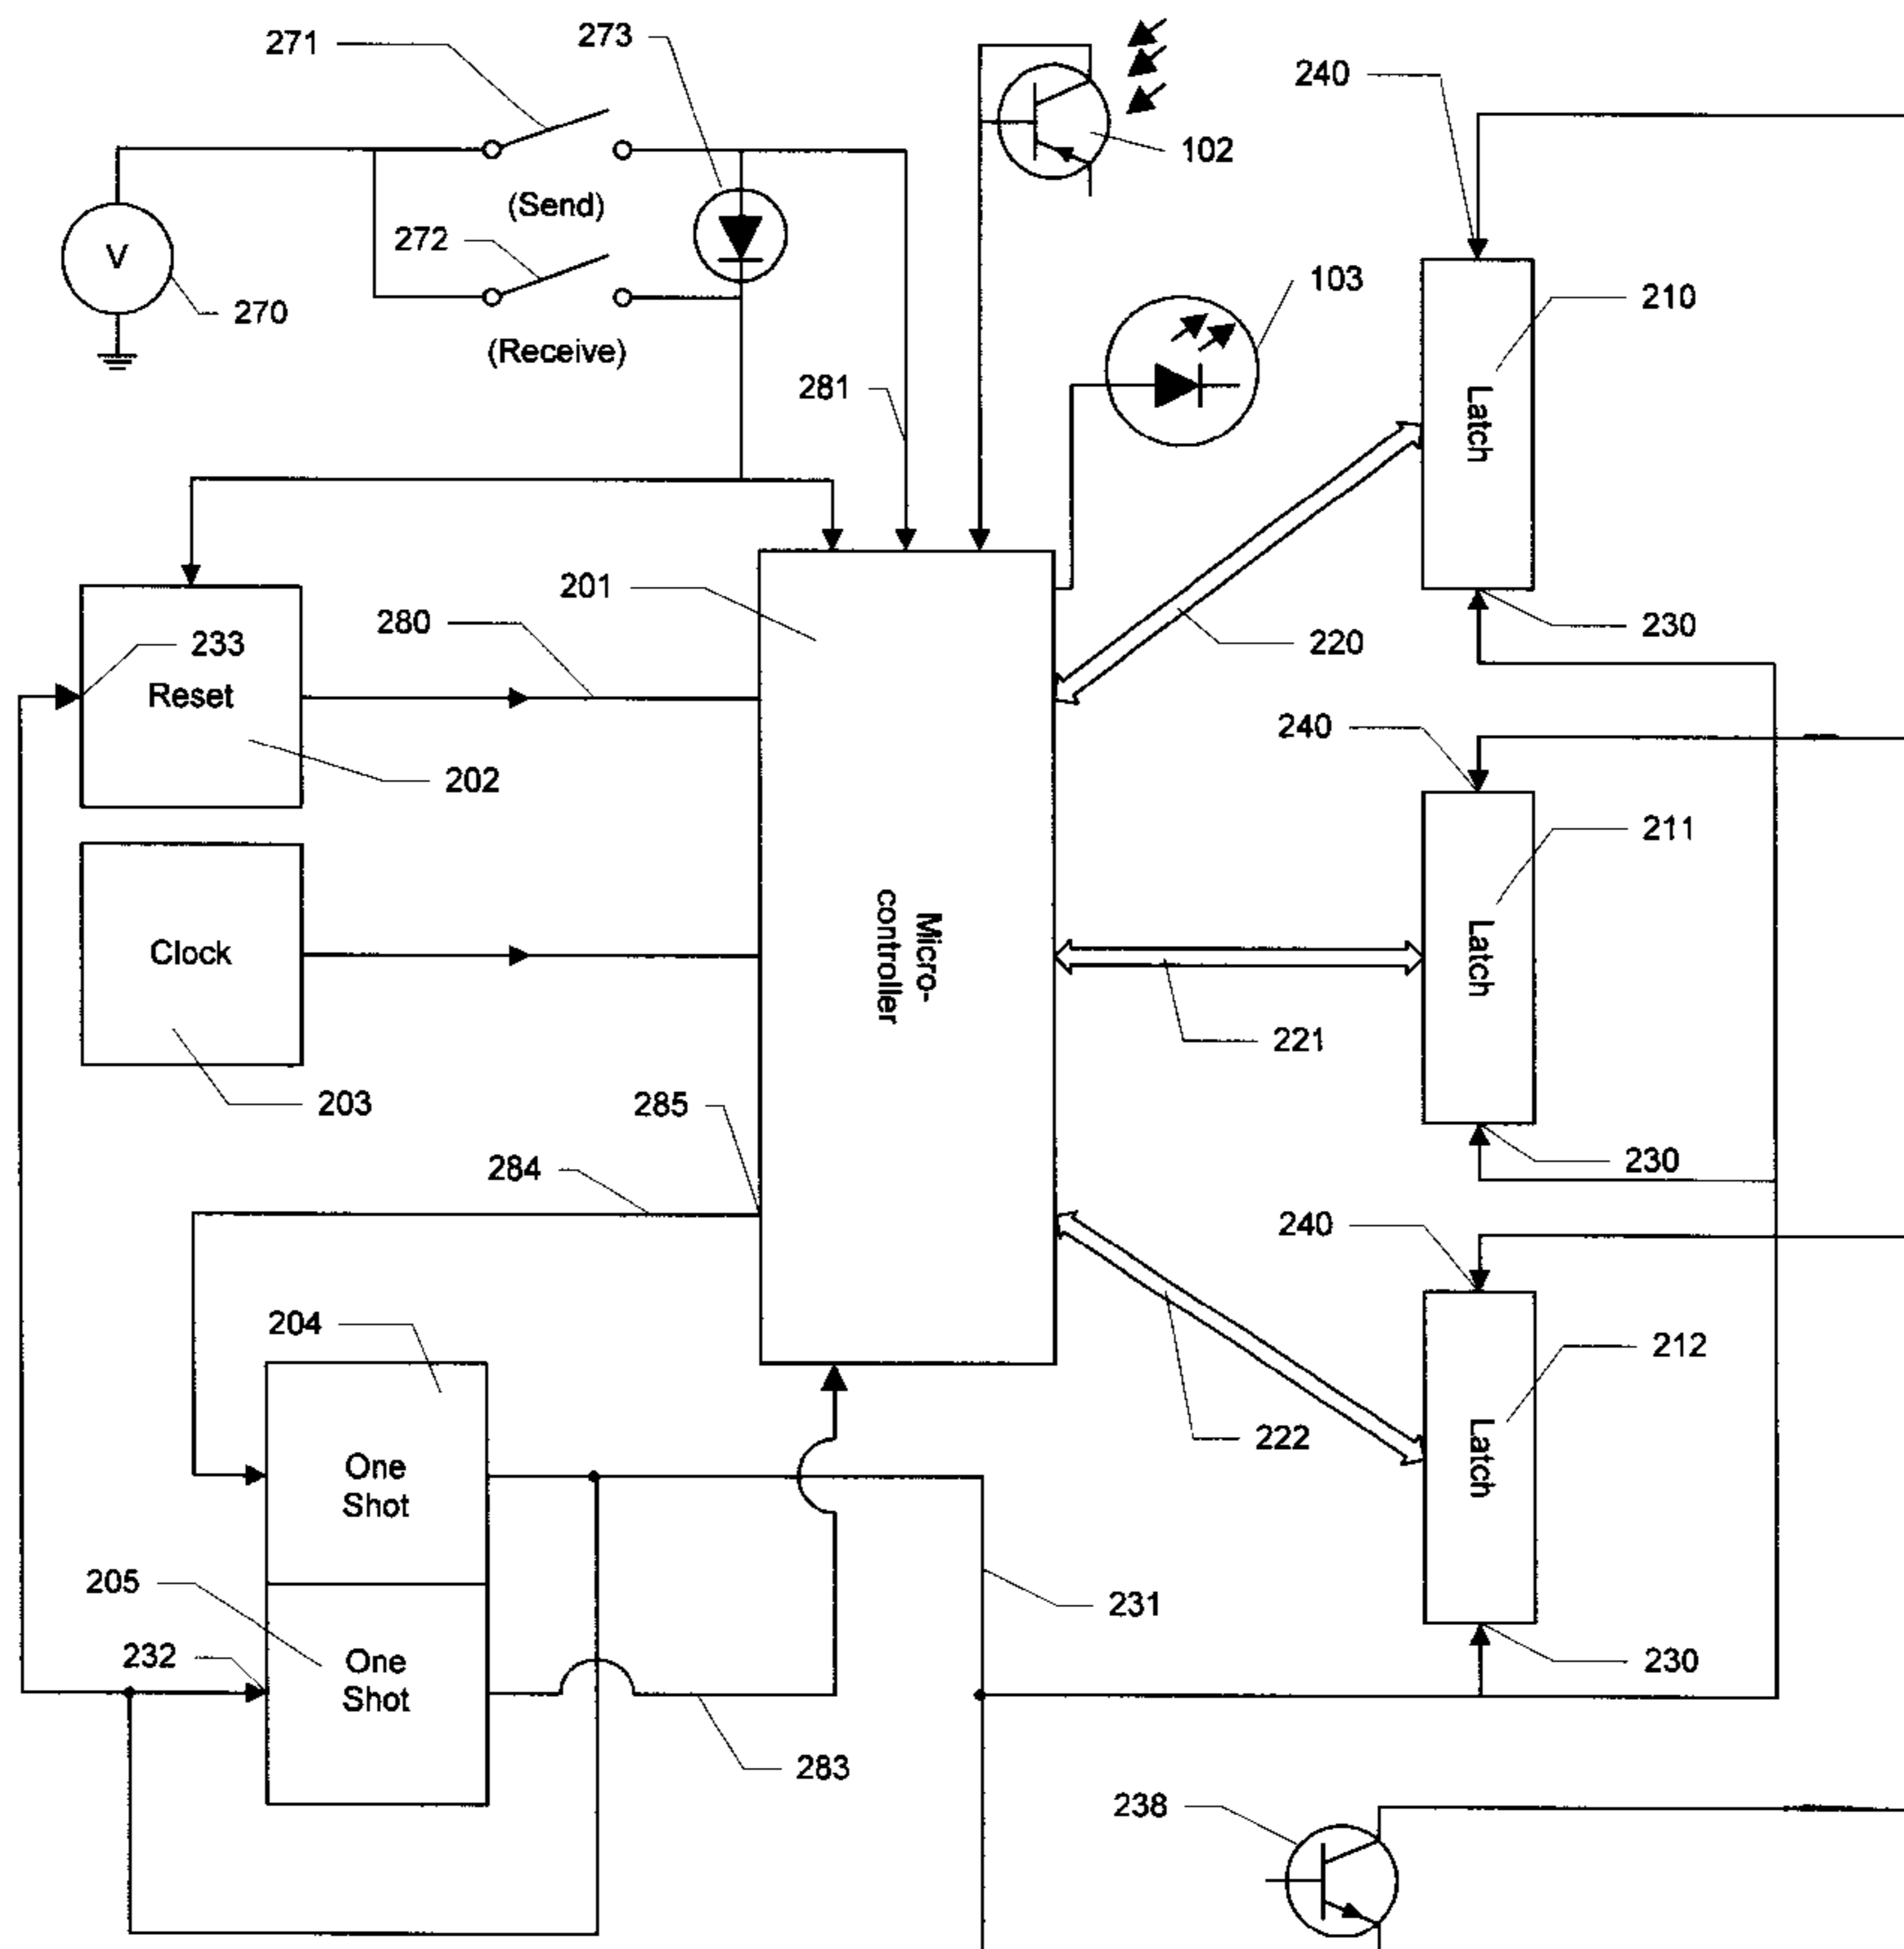 271
273
240
102
(Send)
V
272
103
270
210
(Receive)
281
Latch
201
280
233
230
220
Reset
240
202
211
Micro-
controller
Clock
Latch
221
203
285
284
230
240
204
212
222
One
Shot
Latch
205
231
232
One
Shot
230
283
238